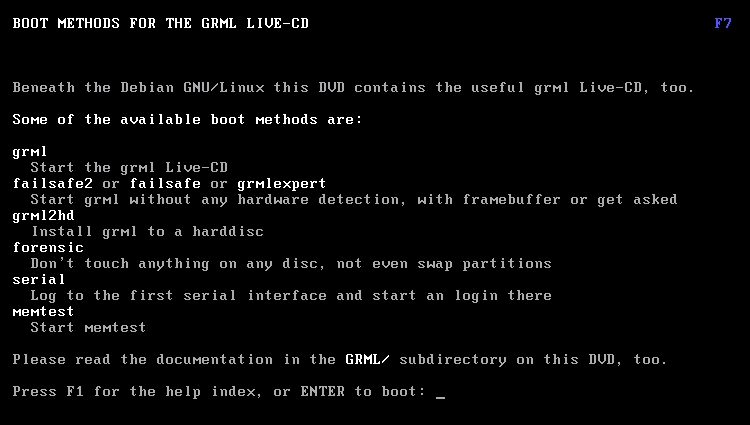 BOOT METHODS FOR THE GRML LIVE-CD F7
Beneath the Debian GNU/Linux this DVD contains the useful grml Live-CD, too.
Some of the available boot methods are:
grml
Start the grml Live-CD
failsafe2 or failsafe or grmlexpert
Start grml without any hardware detection, with framebuffer or get asked
grml2hd
Install grml to a harddisc
forensic
Don't touch anything on any disc, not even swap partitions
serial
Log to the first serial interface and start an login there
memtest
Start memtest
Please read the documentation in the GRML/ subdirectory on this DVD, too.
Press F1 for the help index, or ENTER to boot: _